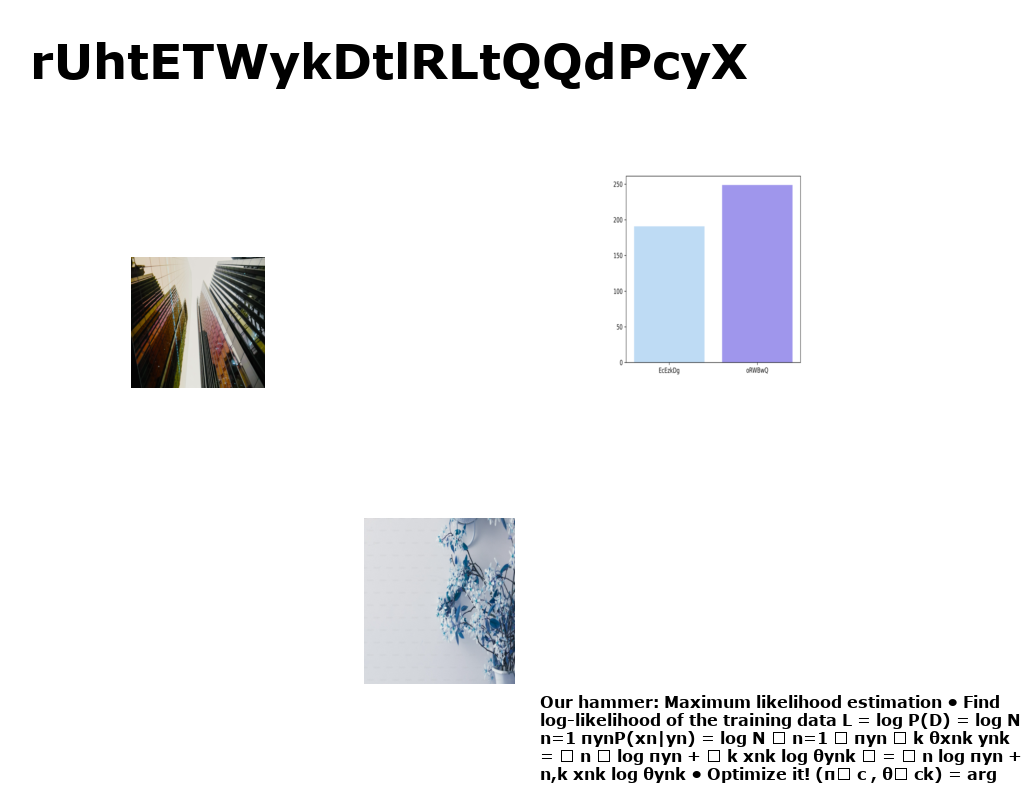 rUhtETWykDtlRLtQQdPcyX
250
200
150
100
50
0
EcEzkDg
oRWBwQ
Our hammer: Maximum likelihood estimation • Find
log-likelihood of the training data L = log P(D) = log N
n=1 πynP(xn|yn) = log N □ n=1 □ πyn □ k θxnk ynk
= □ n □ log πyn + □ k xnk log θynk □ = □ n log πyn +
n,k xnk log θynk • Optimize it! (π□ c , θ□ ck) = arg